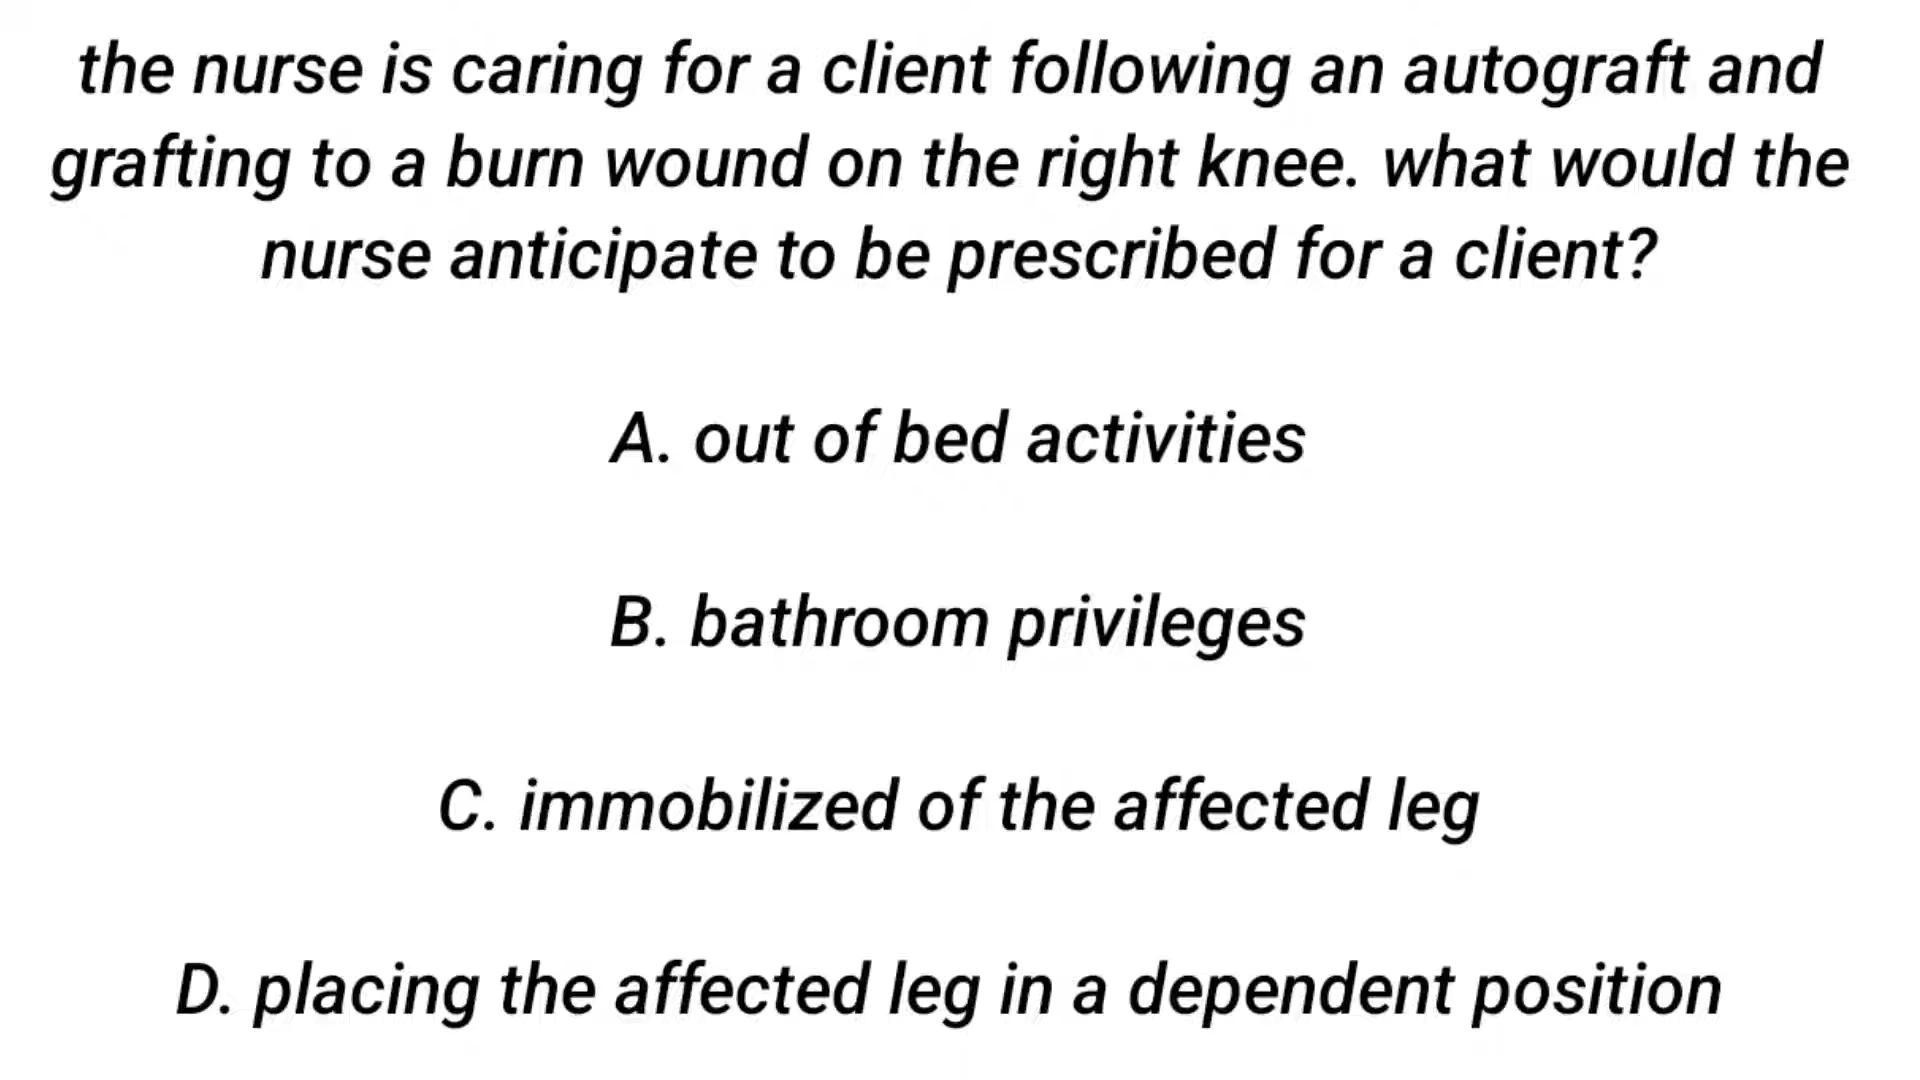 the nurse is caring for a client following an autograft and
grafting to a burn wound on the right knee. what would the
nurse anticipate to be prescribed for a client?
A. out of bed activities
B. bathroom privileges
C. immobilized of the affected leg
D. placing the affected leg in a dependent position